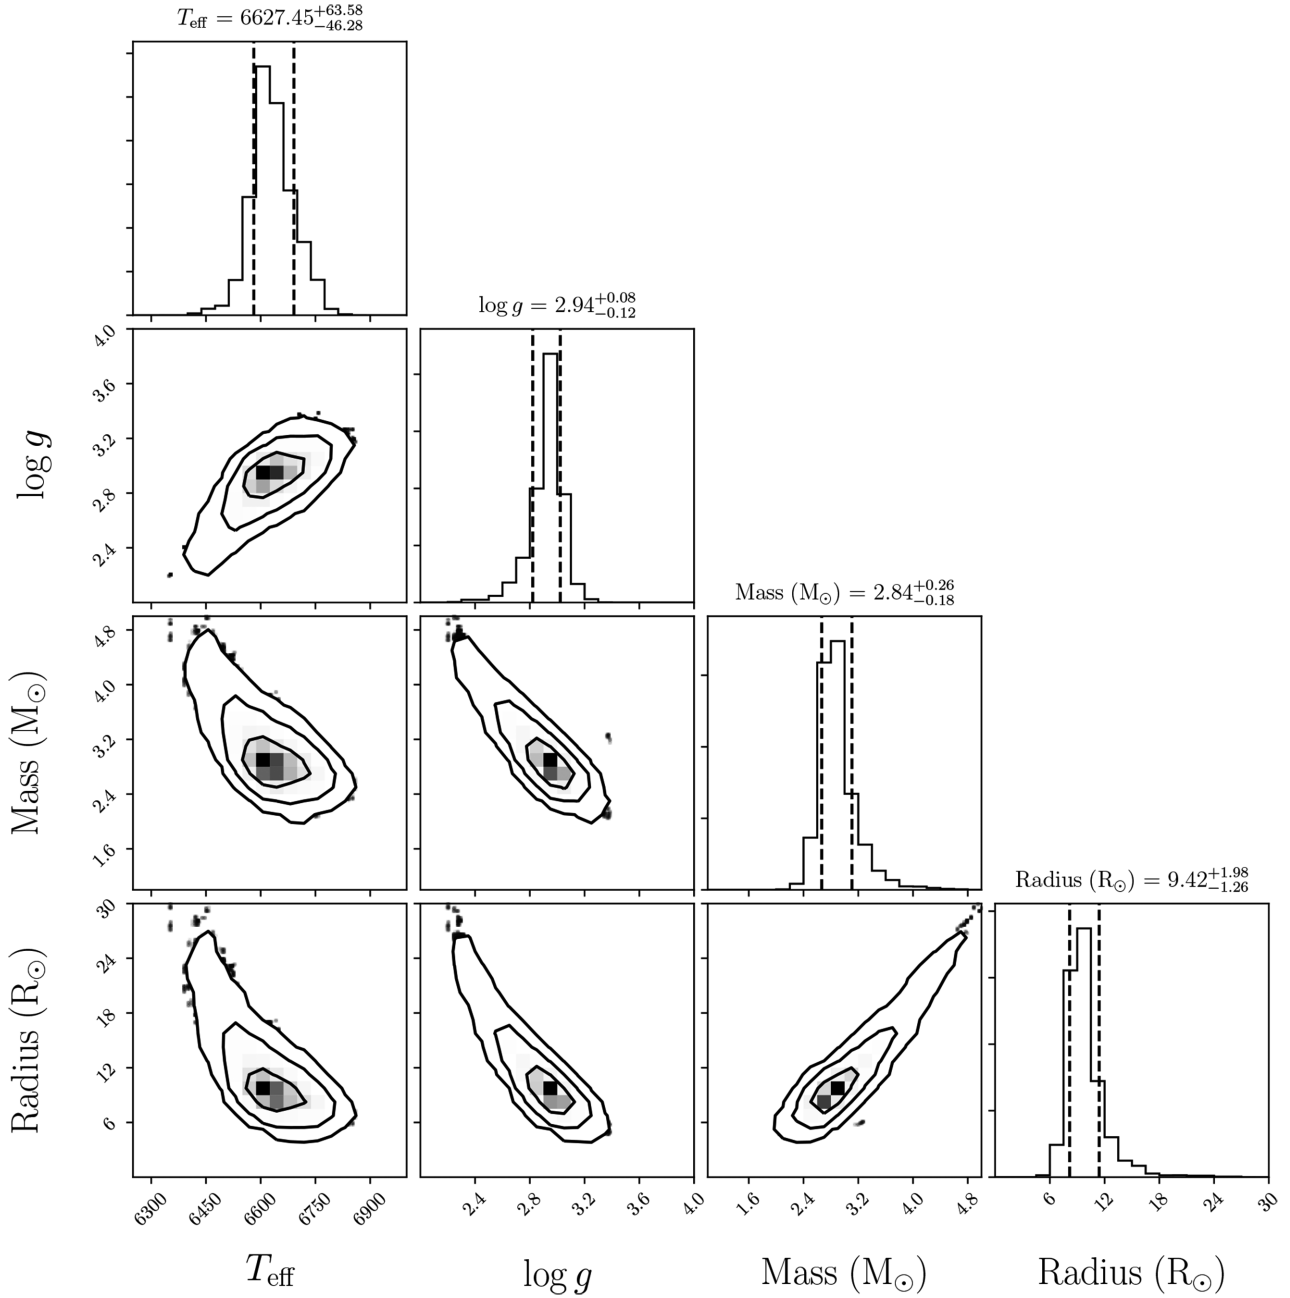 T_eff = 6627.45^{+63.58}_{-46.28}
log g = 2.94^{+0.08}_{-0.12}
4.0
3.6
3.2
2.8
2.4
log g
Mass (M⊙) = 2.84^{+0.26}_{-0.18}
4.8
4.0
3.2
2.4
1.6
Mass (M⊙)
Radius (R⊙) = 9.42^{+1.98}_{-1.26}
30
24
18
12
6
Radius (R⊙)
6300 6450 6600 6750 6900
2.4 2.8 3.2 3.6 4.0
1.6 2.4 3.2 4.0 4.8
6 12 18 24 30
T_eff
log g
Mass (M⊙)
Radius (R⊙)